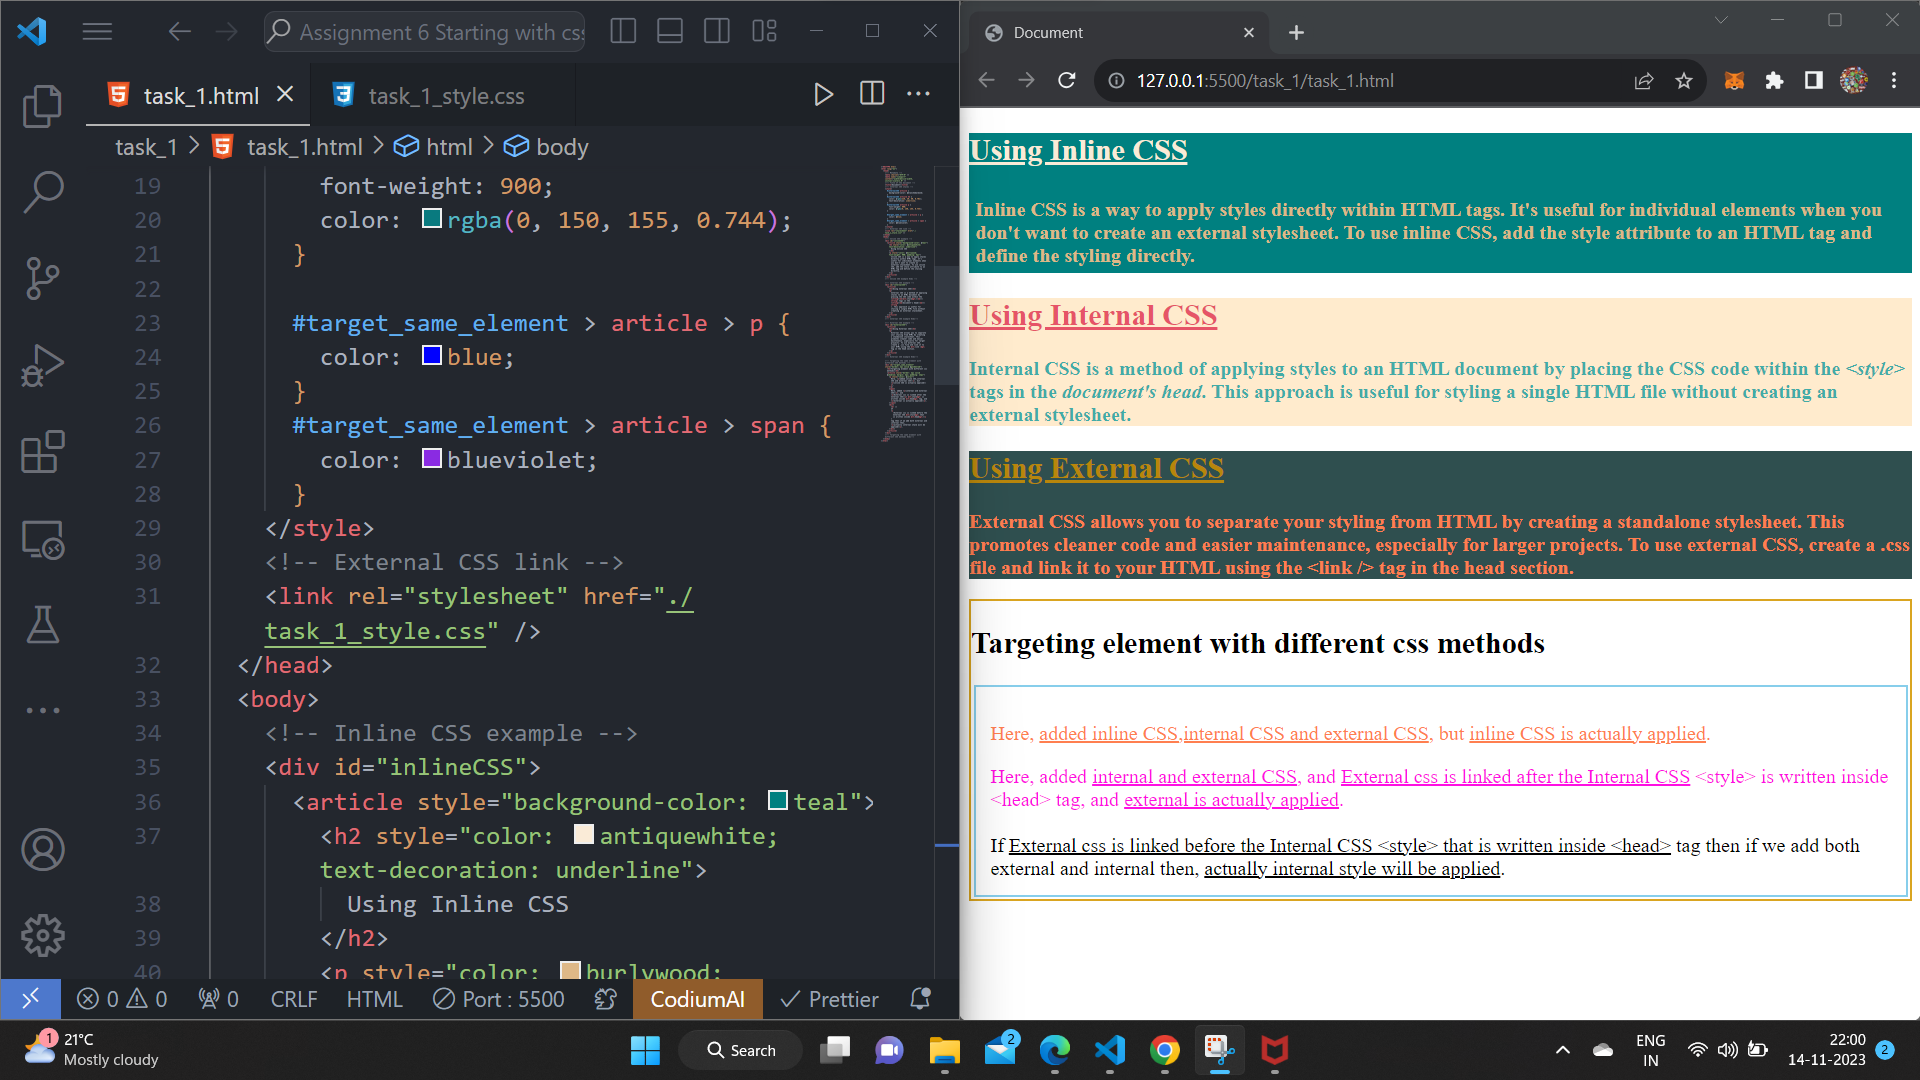 Assignment 6 Starting with cs
task_1.html
task_1_style.css
task_1 > task_1.html > html > body
19 font-weight: 900;
20 color: rgba(0, 150, 155, 0.744);
21 }
22
23 #target_same_element > article > p {
24 color: blue;
25 }
26 #target_same_element > article > span {
27 color: blueviolet;
28 }
29 </style>
30 <!-- External CSS link -->
31 <link rel="stylesheet" href="./
task_1_style.css" />
32 </head>
33 <body>
34 <!-- Inline CSS example -->
35 <div id="inlineCSS">
36 <article style="background-color: teal">
37 <h2 style="color: antiquewhite;
text-decoration: underline">
38 Using Inline CSS
39 </h2>
40 <p style="color: burlywood;
0 0 0 CRLF HTML Port : 5500 CodiumAI Prettier
Document
127.0.0.1:5500/task_1/task_1.html
Using Inline CSS
Inline CSS is a way to apply styles directly within HTML tags. It's useful for individual elements when you
don't want to create an external stylesheet. To use inline CSS, add the style attribute to an HTML tag and
define the styling directly.
Using Internal CSS
Internal CSS is a method of applying styles to an HTML document by placing the CSS code within the <style>
tags in the document's head. This approach is useful for styling a single HTML file without creating an
external stylesheet.
Using External CSS
External CSS allows you to separate your styling from HTML by creating a standalone stylesheet. This
promotes cleaner code and easier maintenance, especially for larger projects. To use external CSS, create a .css
file and link it to your HTML using the <link /> tag in the head section.
Targeting element with different css methods
Here, added inline CSS,internal CSS and external CSS, but inline CSS is actually applied.
Here, added internal and external CSS, and External css is linked after the Internal CSS <style> is written inside
<head> tag, and external is actually applied.
If External css is linked before the Internal CSS <style> that is written inside <head> tag then if we add both
external and internal then, actually internal style will be applied.
1
21°C
Mostly cloudy
Search
2
ENG
IN
22:00
14-11-2023
2